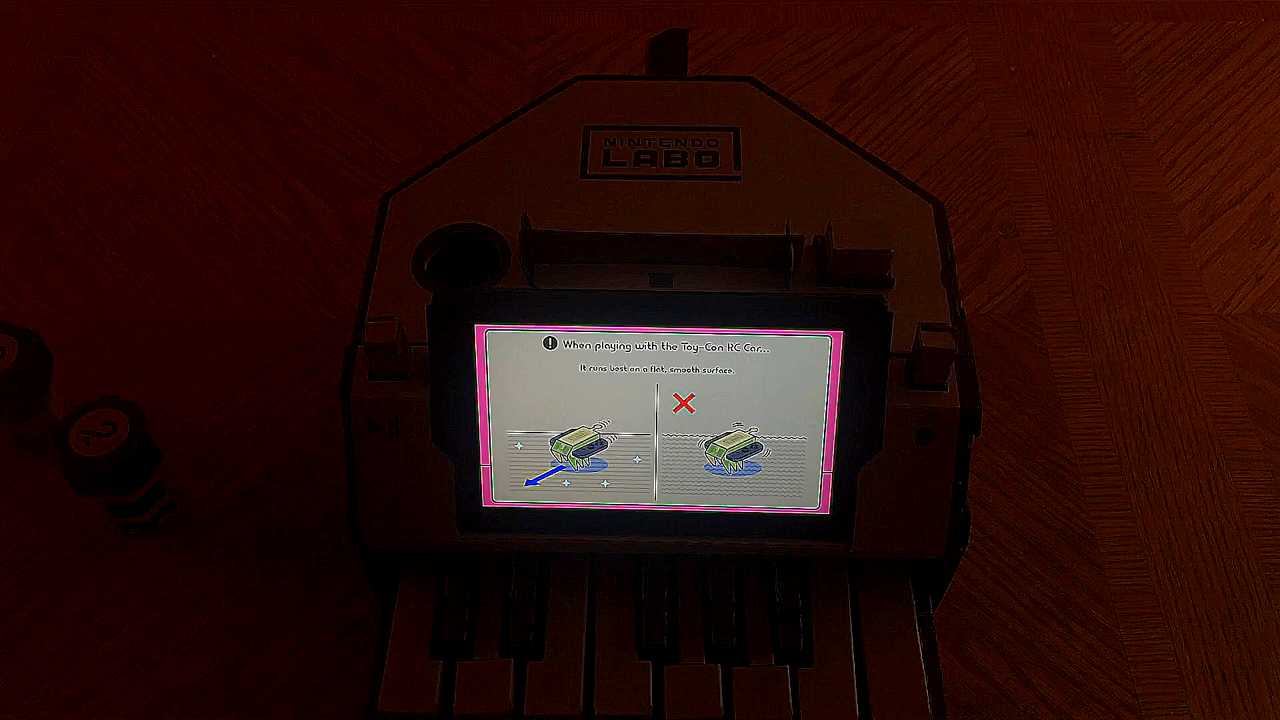 NINTENDO
LABO
! When playing with the Toy-Con RC Car...
It runs best on a flat, smooth surface.